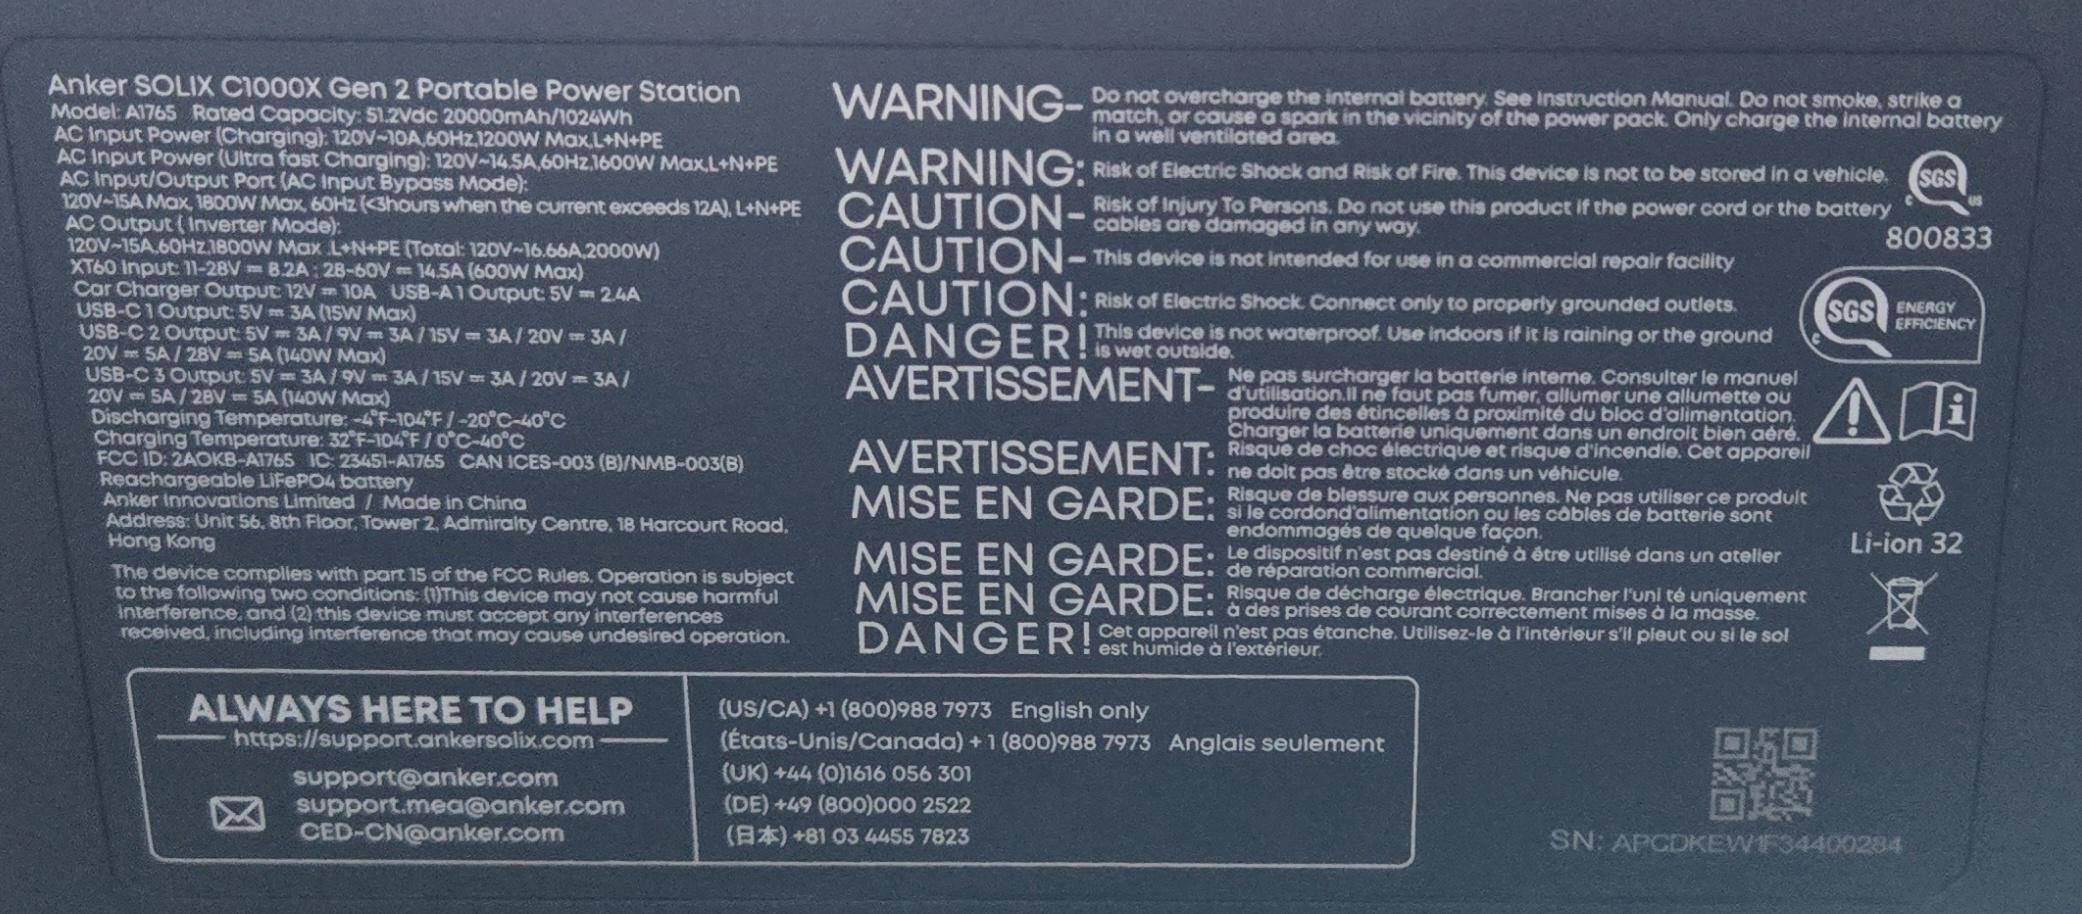 Anker SOLIX C1000X Gen 2 Portable Power Station
Model: A1765 Rated Capacity: 51.2Vdc 20000mAh/1024Wh
AC Input Power (Charging): 120V~10A,60Hz,1200W Max,L+N+PE
AC Input Power (Ultra fast Charging): 120V~14.5A,60Hz,1600W Max,L+N+PE
AC Input/Output Port (AC Input Bypass Mode):
120V~15A Max, 1800W Max, 60Hz (<3hours when the current exceeds 12A), L+N+PE
AC Output ( Inverter Mode):
120V~15A,60Hz,1800W Max .L+N+PE (Total: 120V~16.66A,2000W)
XT60 Input: 11-28V ⎓ 8.2A ; 28-60V ⎓ 14.5A (600W Max)
Car Charger Output: 12V ⎓ 10A USB-A 1 Output: 5V ⎓ 2.4A
USB-C 1 Output: 5V ⎓ 3A (15W Max)
USB-C 2 Output: 5V ⎓ 3A / 9V ⎓ 3A / 15V ⎓ 3A / 20V ⎓ 3A /
20V ⎓ 5A / 28V ⎓ 5A (140W Max)
USB-C 3 Output: 5V ⎓ 3A / 9V ⎓ 3A / 15V ⎓ 3A / 20V ⎓ 3A /
20V ⎓ 5A / 28V ⎓ 5A (140W Max)
Discharging Temperature: -4°F-104°F / -20°C-40°C
Charging Temperature: 32°F-104°F / 0°C-40°C
FCC ID: 2AOKB-A1765 IC: 23451-A1765 CAN ICES-003 (B)/NMB-003(B)
Reachargeable LiFePO4 battery
Anker Innovations Limited / Made in China
Address: Unit 56, 8th Floor, Tower 2, Admiralty Centre, 18 Harcourt Road,
Hong Kong
The device complies with part 15 of the FCC Rules. Operation is subject
to the following two conditions: (1)This device may not cause harmful
interference, and (2) this device must accept any interferences
received, including interference that may cause undesired operation.
WARNING- Do not overcharge the internal battery. See Instruction Manual. Do not smoke, strike a
match, or cause a spark in the vicinity of the power pack. Only charge the internal battery
in a well ventilated area.
WARNING: Risk of Electric Shock and Risk of Fire. This device is not to be stored in a vehicle.
CAUTION- Risk of Injury To Persons. Do not use this product if the power cord or the battery
cables are damaged in any way.
CAUTION- This device is not intended for use in a commercial repair facility
CAUTION: Risk of Electric Shock. Connect only to properly grounded outlets.
DANGER! This device is not waterproof. Use indoors if it is raining or the ground
is wet outside.
AVERTISSEMENT- Ne pas surcharger la batterie interne. Consulter le manuel
d'utilisation.Il ne faut pas fumer, allumer une allumette ou
produire des étincelles à proximité du bloc d'alimentation.
Charger la batterie uniquement dans un endroit bien aéré.
AVERTISSEMENT: Risque de choc électrique et risque d'incendie. Cet appareil
ne doit pas être stocké dans un véhicule.
MISE EN GARDE: Risque de blessure aux personnes. Ne pas utiliser ce produit
si le cordond'alimentation ou les câbles de batterie sont
endommagés de quelque façon.
MISE EN GARDE: Le dispositif n'est pas destiné à être utilisé dans un atelier
de réparation commercial.
MISE EN GARDE: Risque de décharge électrique. Brancher l'uni té uniquement
à des prises de courant correctement mises à la masse.
DANGER! Cet appareil n'est pas étanche. Utilisez-le à l'intérieur s'il pleut ou si le sol
est humide à l'extérieur.
SGS
c us
800833
SGS ENERGY
EFFICIENCY
c
Li-ion 32
ALWAYS HERE TO HELP
https://support.ankersolix.com
support@anker.com
support.mea@anker.com
CED-CN@anker.com
(US/CA) +1 (800)988 7973 English only
(États-Unis/Canada) + 1 (800)988 7973 Anglais seulement
(UK) +44 (0)1616 056 301
(DE) +49 (800)000 2522
(日本) +81 03 4455 7823
SN: APCDKEW1F34400284